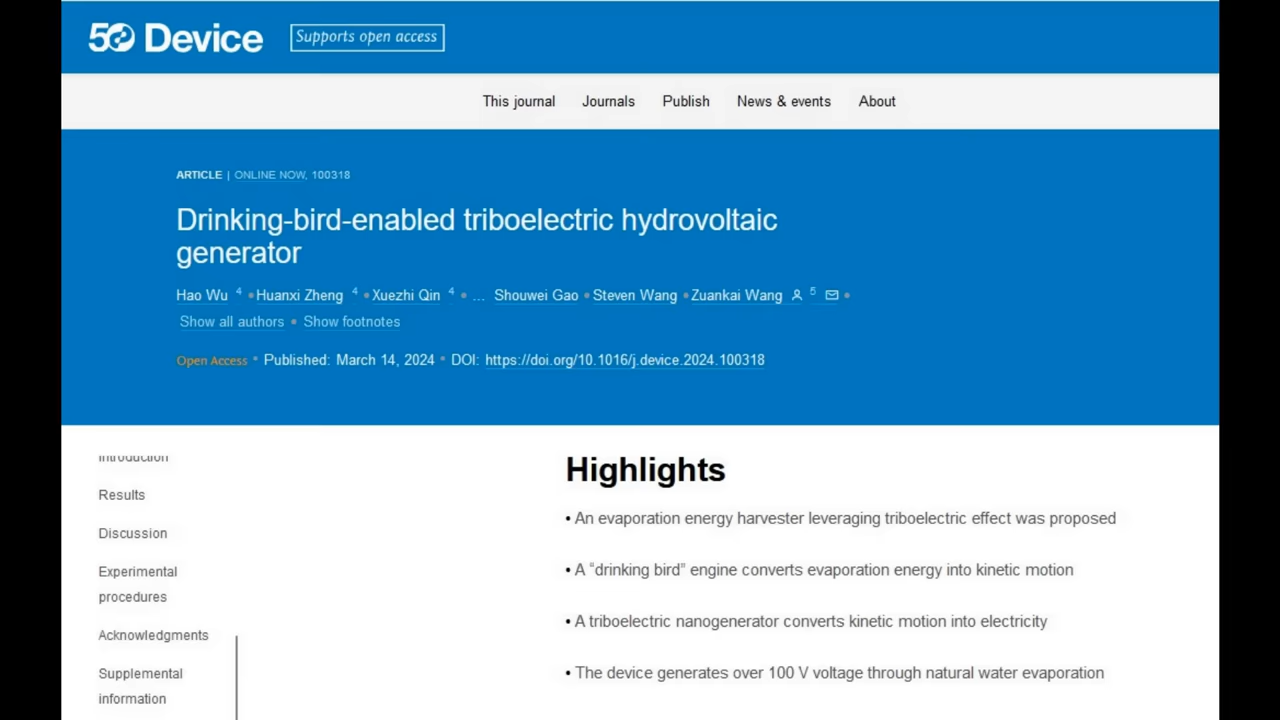 50 Device
Supports open access
This journal Journals Publish News & events About
ARTICLE | ONLINE NOW, 100318
Drinking-bird-enabled triboelectric hydrovoltaic
generator
Hao Wu 4 • Huanxi Zheng 4 • Xuezhi Qin 4 • ... Shouwei Gao • Steven Wang • Zuankai Wang 5 •
Show all authors • Show footnotes
Open Access • Published: March 14, 2024 • DOI: https://doi.org/10.1016/j.device.2024.100318
Introduction
Results
Discussion
Experimental
procedures
Acknowledgments
Supplemental
information
Highlights
• An evaporation energy harvester leveraging triboelectric effect was proposed
• A “drinking bird” engine converts evaporation energy into kinetic motion
• A triboelectric nanogenerator converts kinetic motion into electricity
• The device generates over 100 V voltage through natural water evaporation